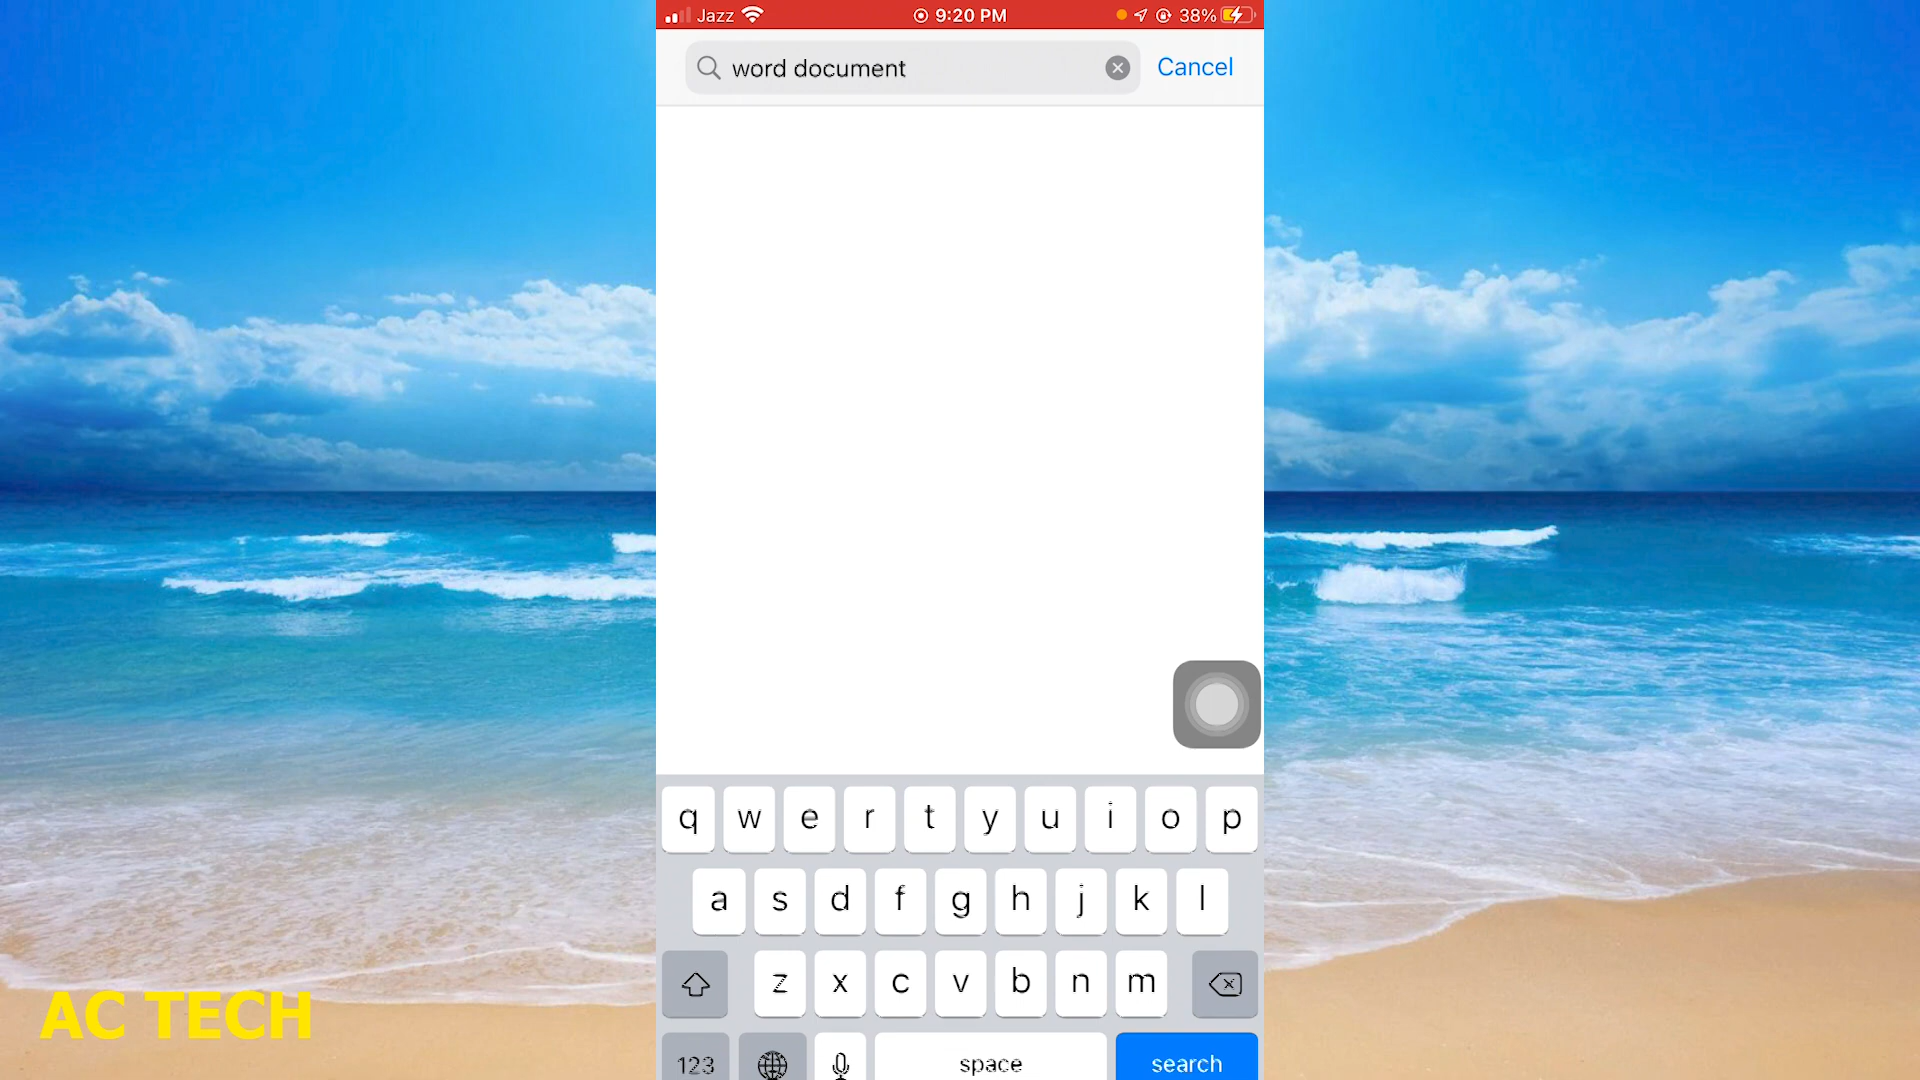 Jazz 9:20 PM 38%
word document Cancel
q w e r t y u i o p
a s d f g h j k l
z x c v b n m
123 space search
AC TECH